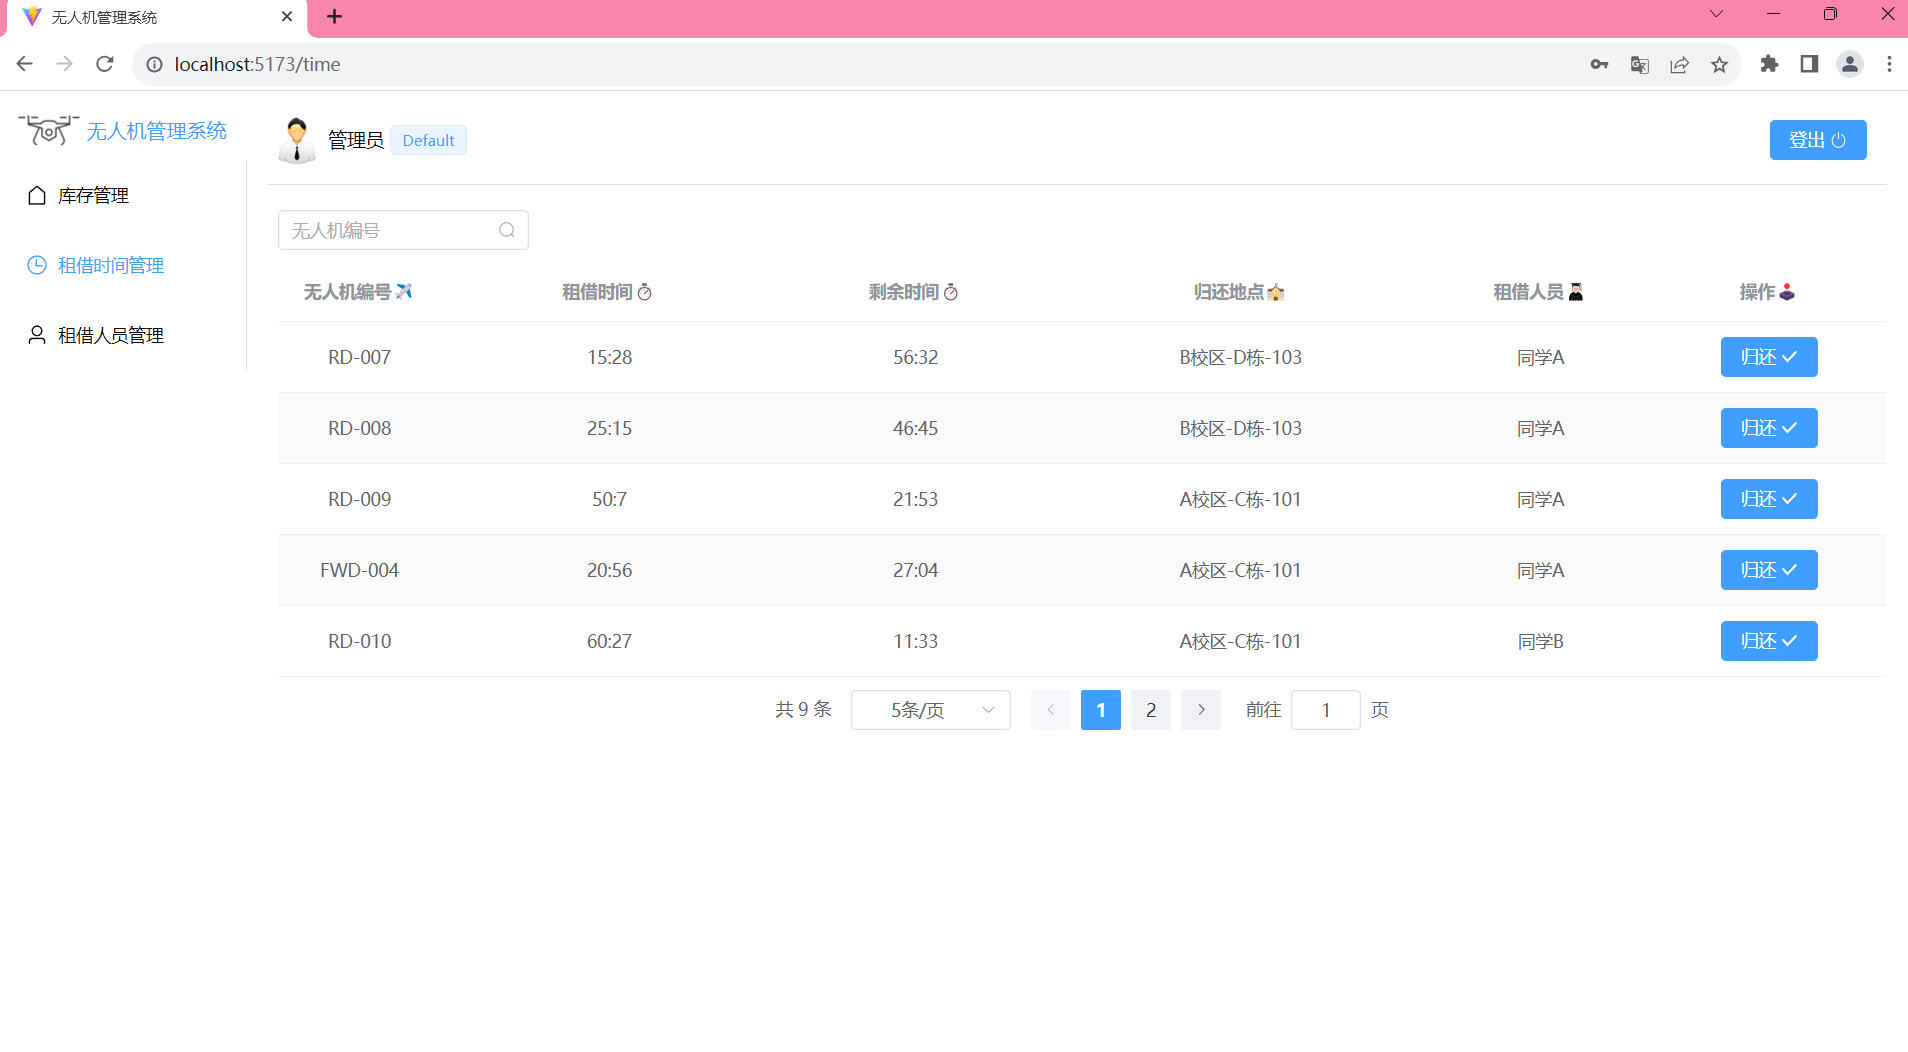 无人机管理系统
localhost:5173/time
无人机管理系统
管理员 Default
登出
库存管理
租借时间管理
租借人员管理
无人机编号
无人机编号 租借时间 剩余时间 归还地点 租借人员 操作
RD-007 15:28 56:32 B校区-D栋-103 同学A 归还
RD-008 25:15 46:45 B校区-D栋-103 同学A 归还
RD-009 50:7 21:53 A校区-C栋-101 同学A 归还
FWD-004 20:56 27:04 A校区-C栋-101 同学A 归还
RD-010 60:27 11:33 A校区-C栋-101 同学B 归还
共 9 条 5条/页 1 2 前往 1 页